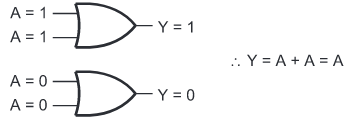 A = 1
A = 1
Y = 1
∴ Y = A + A = A
A = 0
A = 0
Y = 0